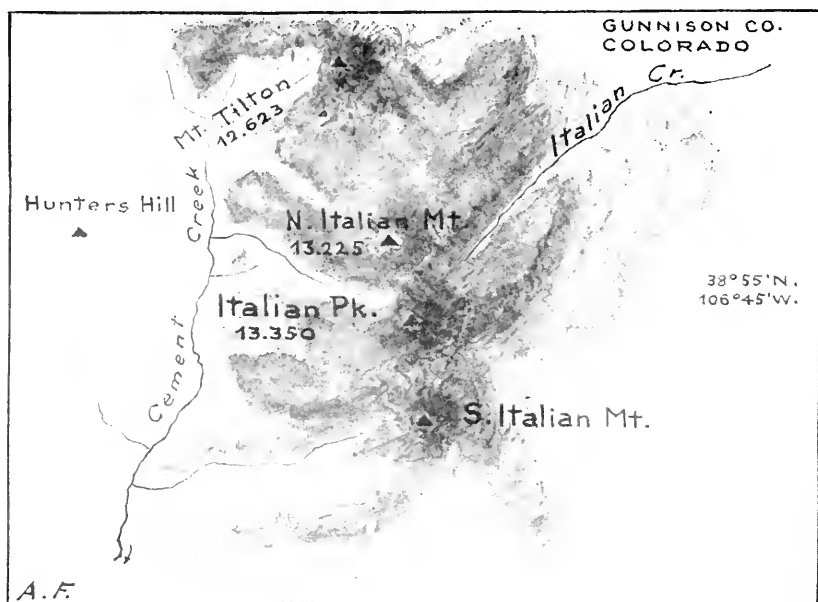 GUNNISON CO.
COLORADO
Italian Cr.
Mt. Tilton
12.623
Hunters Hill
Cement Creek
N. Italian Mt.
13.225
38°55'N.
106°45'W.
Italian Pk.
13.350
S. Italian Mt.
A.F.